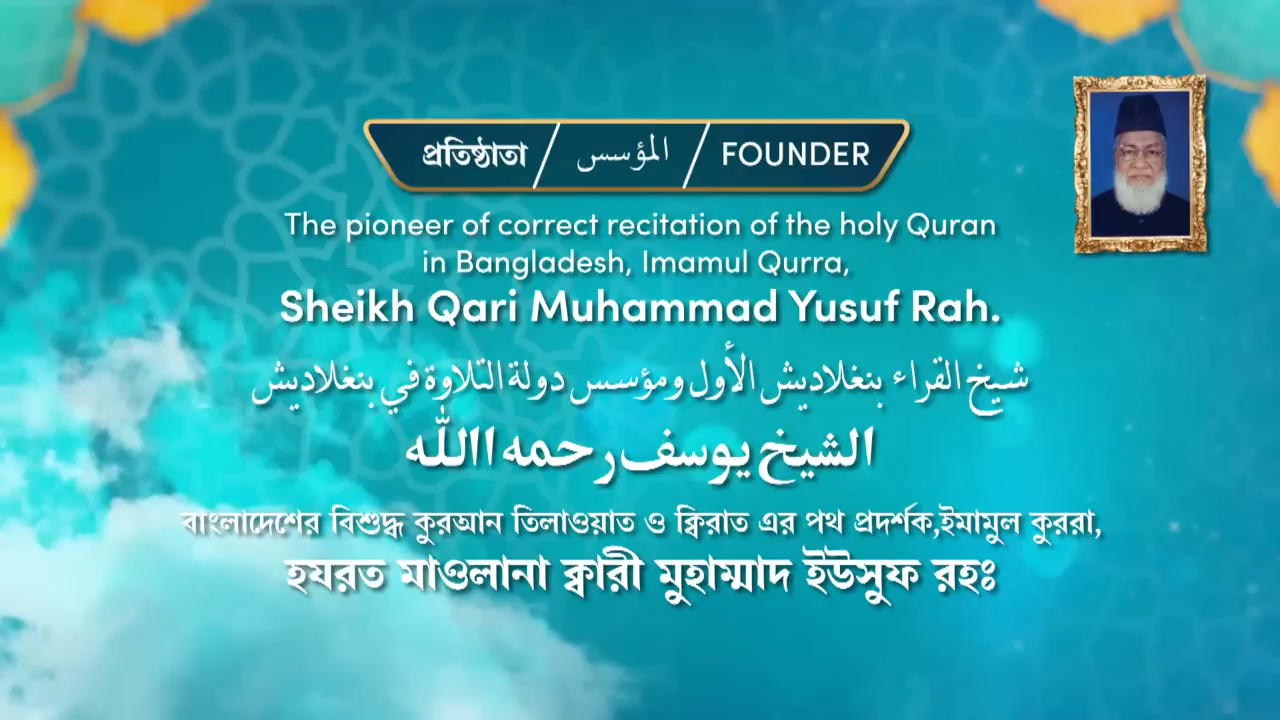 প্রতিষ্ঠাতা / المؤسس / FOUNDER
The pioneer of correct recitation of the holy Quran
in Bangladesh, Imamul Qurra,
Sheikh Qari Muhammad Yusuf Rah.
شيخ القراء بنغلاديش الأول ومؤسس دولة التلاوة في بنغلاديش
الشيخ يوسف رحمه االله
বাংলাদেশের বিশুদ্ধ কুরআন তিলাওয়াত ও ক্বিরাত এর পথ প্রদর্শক,ইমামুল কুররা,
হযরত মাওলানা ক্বারী মুহাম্মাদ ইউসুফ রহঃ